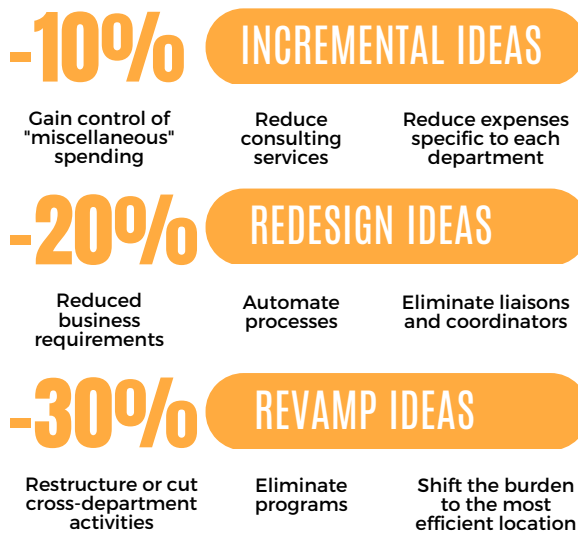 -10%
INCREMENTAL IDEAS
Gain control of
"miscellaneous"
spending
Reduce
consulting
services
Reduce expenses
specific to each
department
-20%
REDESIGN IDEAS
Reduced
business
requirements
Automate
processes
Eliminate liaisons
and coordinators
-30%
REVAMP IDEAS
Restructure or cut
cross-department
activities
Eliminate
programs
Shift the burden
to the most
efficient location